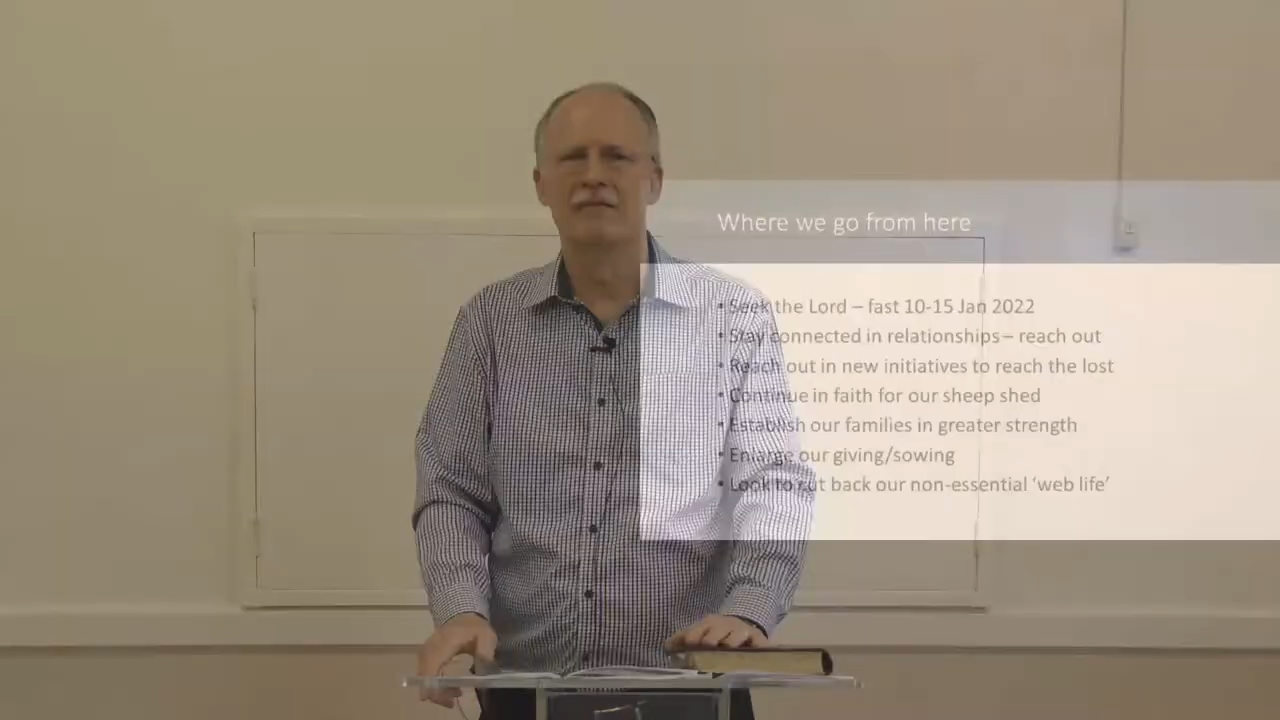 Where we go from here
• Seek the Lord – fast 10-15 Jan 2022
• Stay connected in relationships – reach out
• Reach out in new initiatives to reach the lost
• Continue in faith for our sheep shed
• Establish our families in greater strength
• Enlarge our giving/sowing
• Look to cut back our non-essential ‘web life’